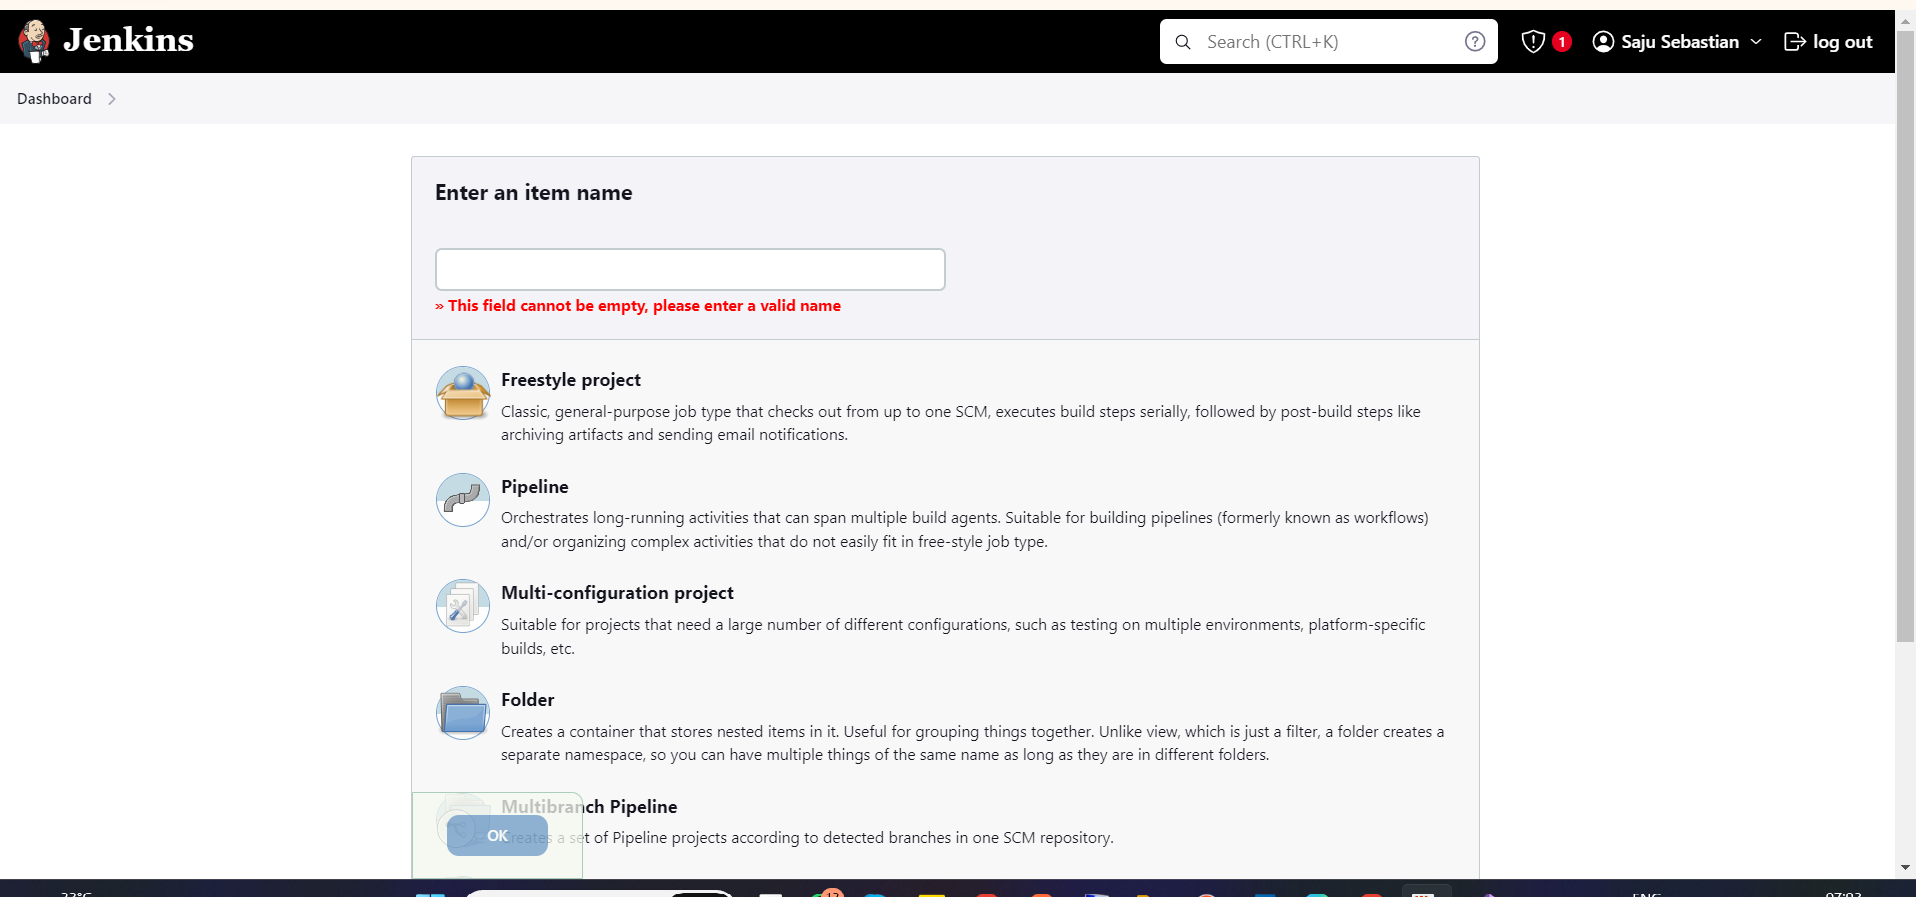 Jenkins
Search (CTRL+K)
1
Saju Sebastian
log out
Dashboard
Enter an item name
» This field cannot be empty, please enter a valid name
Freestyle project
Classic, general-purpose job type that checks out from up to one SCM, executes build steps serially, followed by post-build steps like
archiving artifacts and sending email notifications.
Pipeline
Orchestrates long-running activities that can span multiple build agents. Suitable for building pipelines (formerly known as workflows)
and/or organizing complex activities that do not easily fit in free-style job type.
Multi-configuration project
Suitable for projects that need a large number of different configurations, such as testing on multiple environments, platform-specific
builds, etc.
Folder
Creates a container that stores nested items in it. Useful for grouping things together. Unlike view, which is just a filter, a folder creates a
separate namespace, so you can have multiple things of the same name as long as they are in different folders.
Multibranch Pipeline
Creates a set of Pipeline projects according to detected branches in one SCM repository.
OK